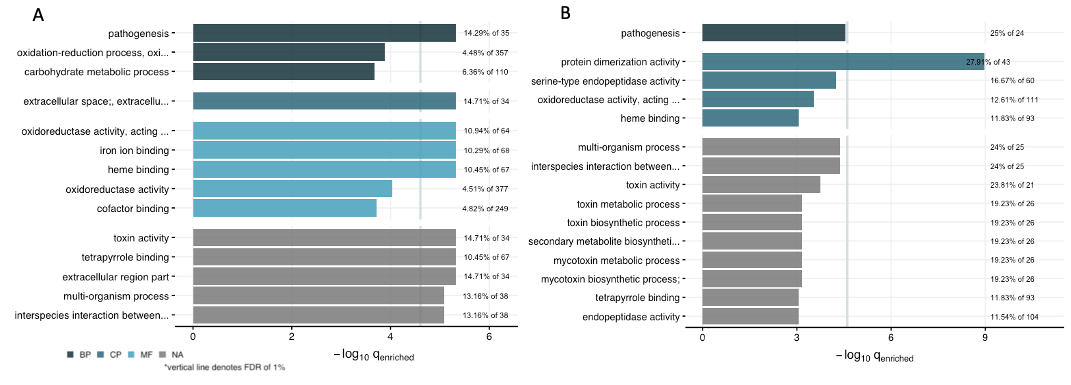 A
pathogenesis 14.29% of 35
oxidation-reduction process, oxi... 4.48% of 357
carbohydrate metabolic process 6.36% of 110
extracellular space;, extracellu... 14.71% of 34
oxidoreductase activity, acting ... 10.94% of 64
iron ion binding 10.29% of 68
heme binding 10.45% of 67
oxidoreductase activity 4.51% of 377
cofactor binding 4.82% of 249
toxin activity 14.71% of 34
tetrapyrrole binding 10.45% of 67
extracellular region part 14.71% of 34
multi-organism process 13.16% of 38
interspecies interaction between... 13.16% of 38
0 2 4 6
−log10 qenriched
BP CP MF NA
*vertical line denotes FDR of 1%
B
pathogenesis 25% of 24
protein dimerization activity 27.91% of 43
serine-type endopeptidase activity 16.67% of 60
oxidoreductase activity, acting ... 12.61% of 111
heme binding 11.83% of 93
multi-organism process 24% of 25
interspecies interaction between... 24% of 25
toxin activity 23.81% of 21
toxin metabolic process 19.23% of 26
toxin biosynthetic process 19.23% of 26
secondary metabolite biosyntheti... 19.23% of 26
mycotoxin metabolic process 19.23% of 26
mycotoxin biosynthetic process; 19.23% of 26
tetrapyrrole binding 11.83% of 93
endopeptidase activity 11.54% of 104
0 3 6 9
−log10 qenriched